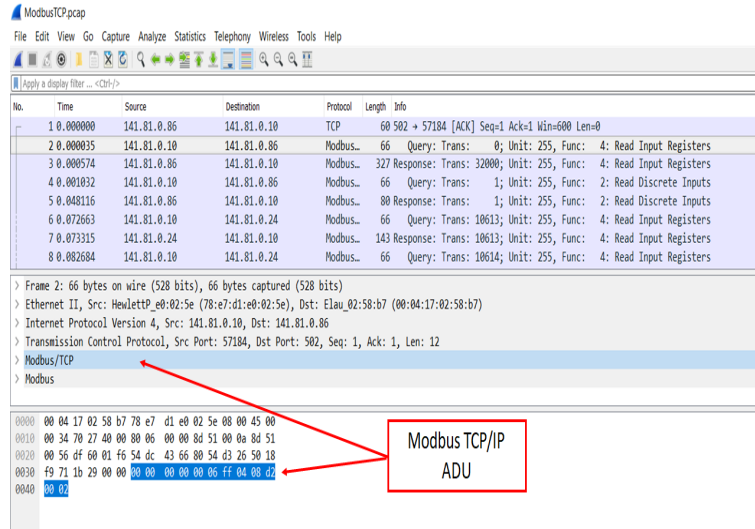 ModbusTCP.pcap
File Edit View Go Capture Analyze Statistics Telephony Wireless Tools Help
Apply a display filter ... <Ctrl-/>
No. Time Source Destination Protocol Length Info
1 0.000000 141.81.0.86 141.81.0.10 TCP 60 502 → 57184 [ACK] Seq=1 Ack=1 Win=600 Len=0
2 0.000035 141.81.0.10 141.81.0.86 Modbus… 66 Query: Trans: 0; Unit: 255, Func: 4: Read Input Registers
3 0.000574 141.81.0.86 141.81.0.10 Modbus… 327 Response: Trans: 32000; Unit: 255, Func: 4: Read Input Registers
4 0.001032 141.81.0.10 141.81.0.86 Modbus… 66 Query: Trans: 1; Unit: 255, Func: 2: Read Discrete Inputs
5 0.048116 141.81.0.86 141.81.0.10 Modbus… 80 Response: Trans: 1; Unit: 255, Func: 2: Read Discrete Inputs
6 0.072663 141.81.0.10 141.81.0.24 Modbus… 66 Query: Trans: 10613; Unit: 255, Func: 4: Read Input Registers
7 0.073315 141.81.0.24 141.81.0.10 Modbus… 143 Response: Trans: 10613; Unit: 255, Func: 4: Read Input Registers
8 0.082684 141.81.0.10 141.81.0.24 Modbus… 66 Query: Trans: 10614; Unit: 255, Func: 4: Read Input Registers
> Frame 2: 66 bytes on wire (528 bits), 66 bytes captured (528 bits)
> Ethernet II, Src: HewlettP_e0:02:5e (78:e7:d1:e0:02:5e), Dst: Elau_02:58:b7 (00:04:17:02:58:b7)
> Internet Protocol Version 4, Src: 141.81.0.10, Dst: 141.81.0.86
> Transmission Control Protocol, Src Port: 57184, Dst Port: 502, Seq: 1, Ack: 1, Len: 12
> Modbus/TCP
> Modbus
0000 00 04 17 02 58 b7 78 e7 d1 e0 02 5e 08 00 45 00
0010 00 34 70 27 40 00 80 06 00 00 8d 51 00 0a 8d 51
0020 00 56 df 60 01 f6 54 dc 43 66 80 54 d3 26 50 18
0030 f9 71 1b 29 00 00 00 00 00 00 00 06 ff 04 08 d2
0040 00 02
Modbus TCP/IP
ADU